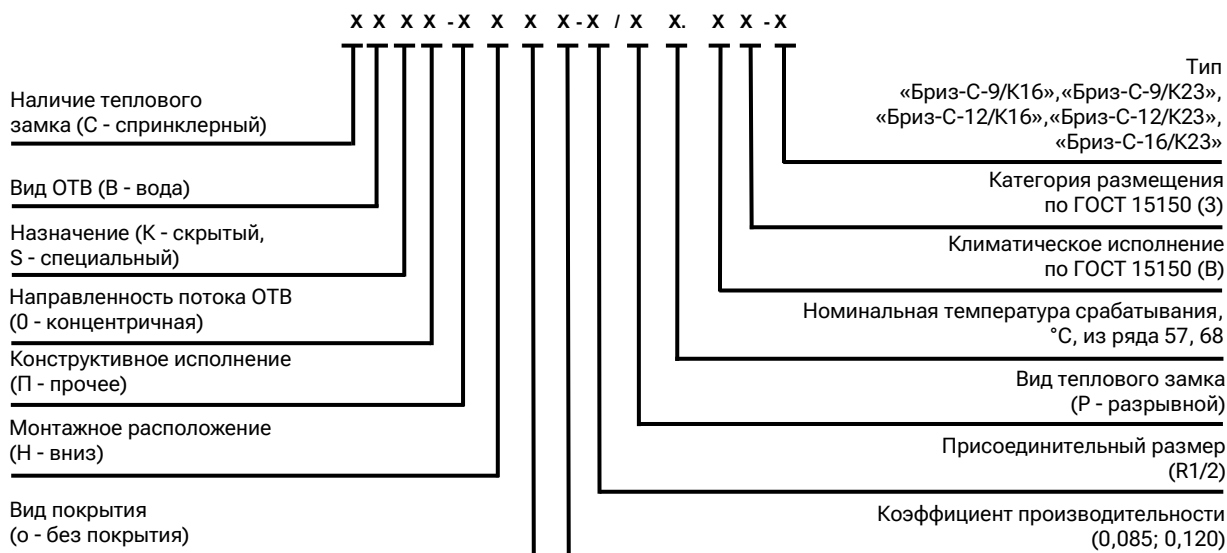 X X X X - X X X X - X / X X. X X - X
Наличие теплового
замка (С - спринклерный)
Вид ОТВ (В - вода)
Назначение (К - скрытый,
S - специальный)
Направленность потока ОТВ
(0 - концентричная)
Конструктивное исполнение
(П - прочее)
Монтажное расположение
(Н - вниз)
Вид покрытия
(о - без покрытия)
Тип
«Бриз-С-9/К16»,«Бриз-С-9/К23»,
«Бриз-С-12/К16»,«Бриз-С-12/К23»,
«Бриз-С-16/К23»
Категория размещения
по ГОСТ 15150 (3)
Климатическое исполнение
по ГОСТ 15150 (В)
Номинальная температура срабатывания,
°С, из ряда 57, 68
Вид теплового замка
(Р - разрывной)
Присоединительный размер
(R1/2)
Коэффициент производительности
(0,085; 0,120)